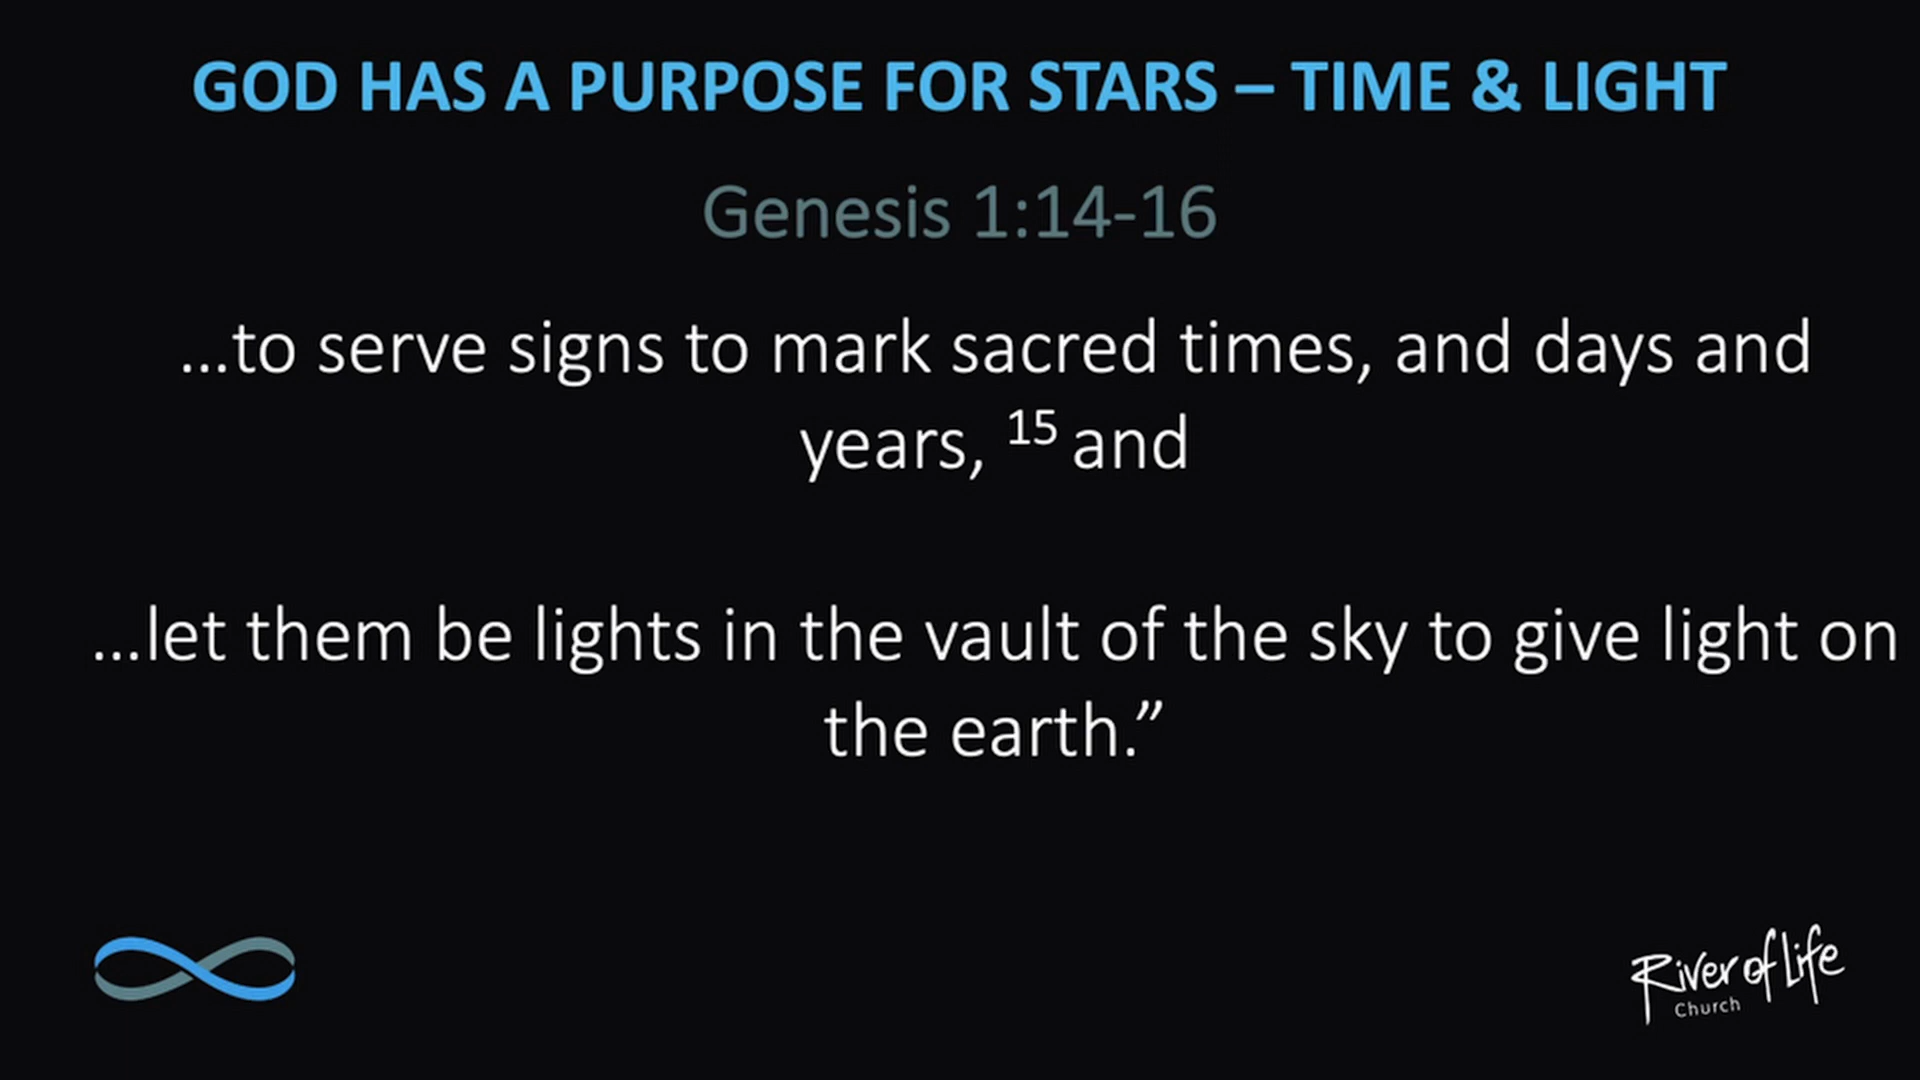 GOD HAS A PURPOSE FOR STARS – TIME & LIGHT
Genesis 1:14-16
...to serve signs to mark sacred times, and days and
years, 15 and
...let them be lights in the vault of the sky to give light on
the earth.”
River of Life
Church